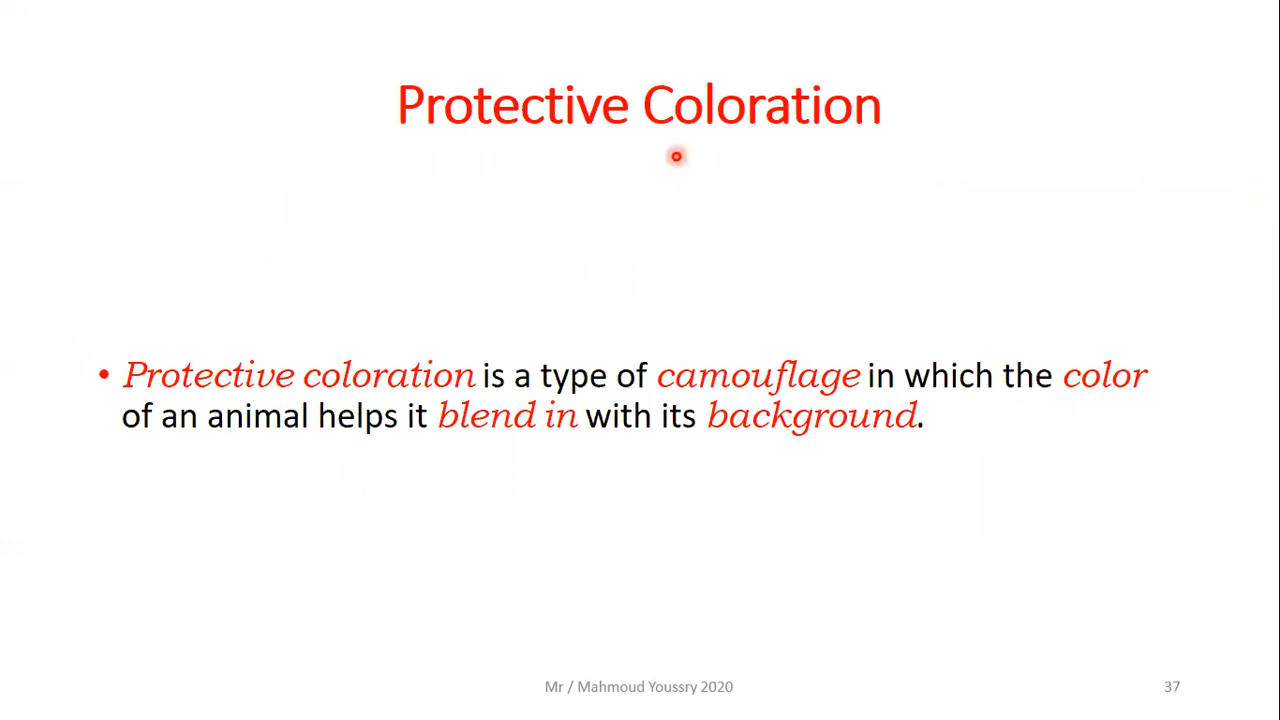 Protective Coloration
• Protective coloration is a type of camouflage in which the color
of an animal helps it blend in with its background.
Mr / Mahmoud Youssry 2020
37